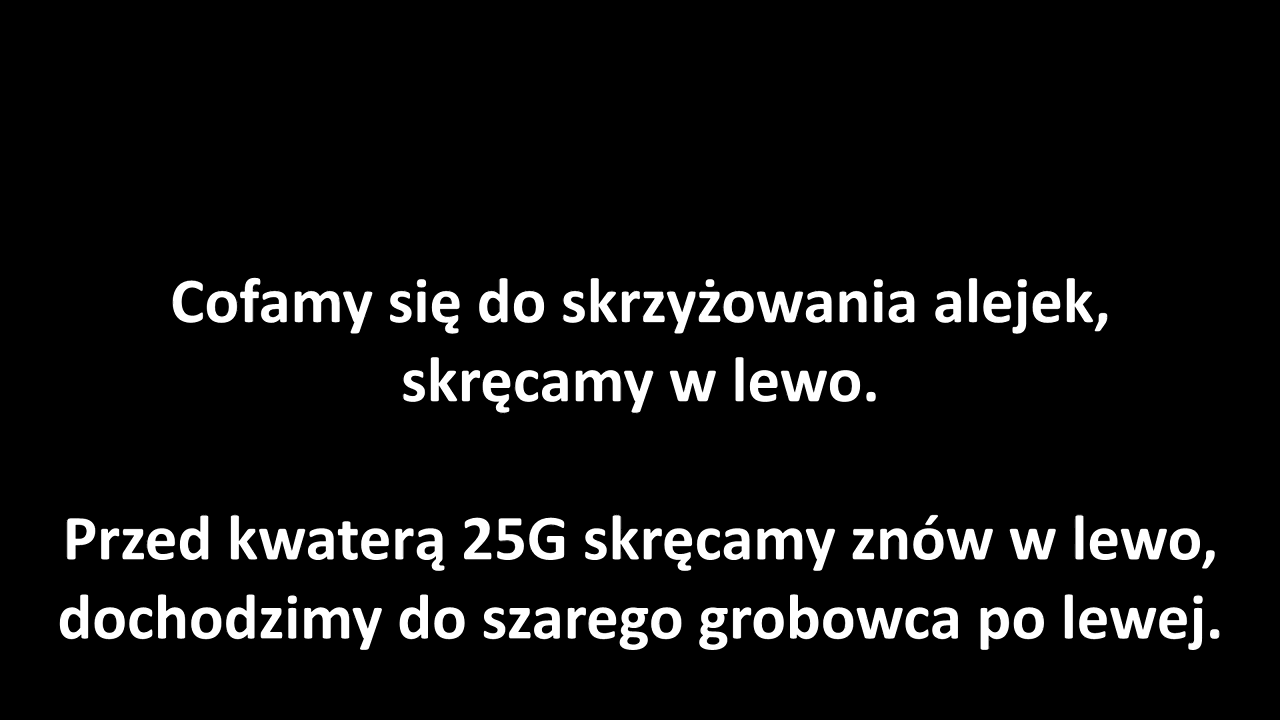 Cofamy się do skrzyżowania alejek,
skręcamy w lewo.
Przed kwaterą 25G skręcamy znów w lewo,
dochodzimy do szarego grobowca po lewej.